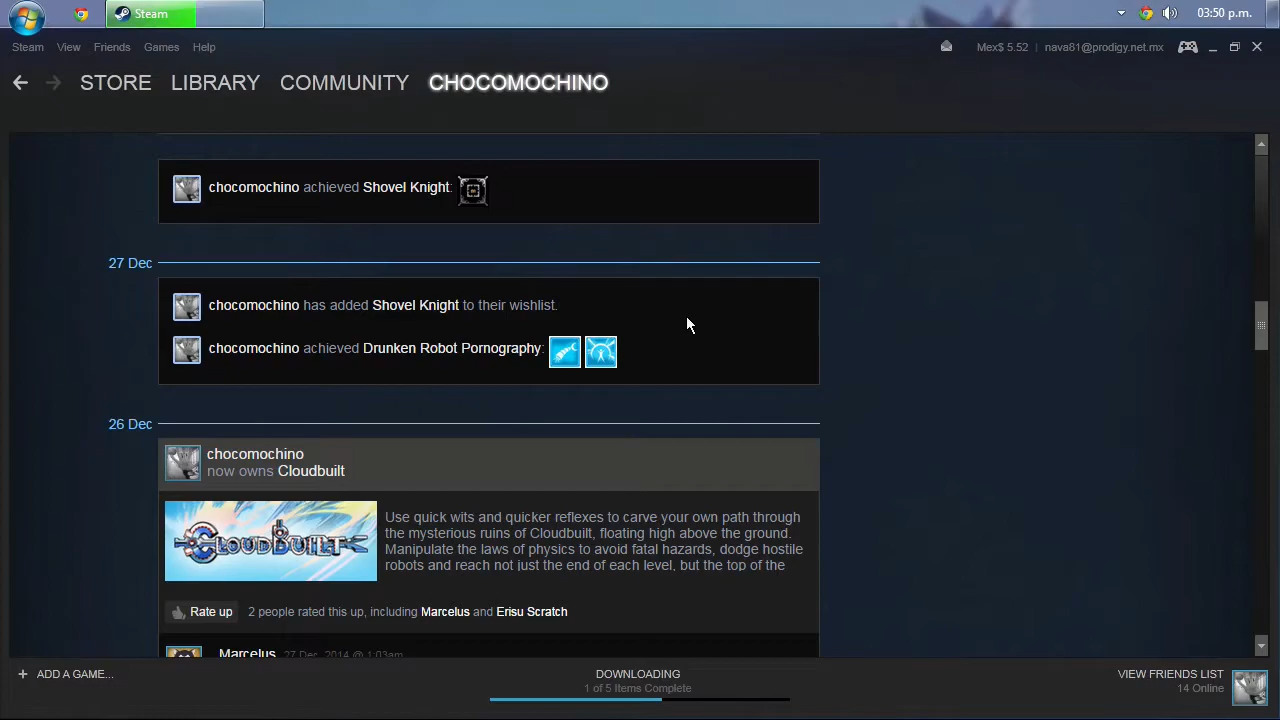 Steam
03:50 p.m.
Steam View Friends Games Help
Mex$ 5.52 | nava81@prodigy.net.mx
STORE LIBRARY COMMUNITY CHOCOMOCHINO
chocomochino achieved Shovel Knight:
27 Dec
chocomochino has added Shovel Knight to their wishlist.
chocomochino achieved Drunken Robot Pornography:
26 Dec
chocomochino
now owns Cloudbuilt
CLOUDBUILT
Use quick wits and quicker reflexes to carve your own path through
the mysterious ruins of Cloudbuilt, floating high above the ground.
Manipulate the laws of physics to avoid fatal hazards, dodge hostile
robots and reach not just the end of each level, but the top of the
Rate up 2 people rated this up, including Marcelus and Erisu Scratch
Marcelus 27 Dec, 2014 @ 1:03am
+ ADD A GAME...
DOWNLOADING
1 of 5 Items Complete
VIEW FRIENDS LIST
14 Online